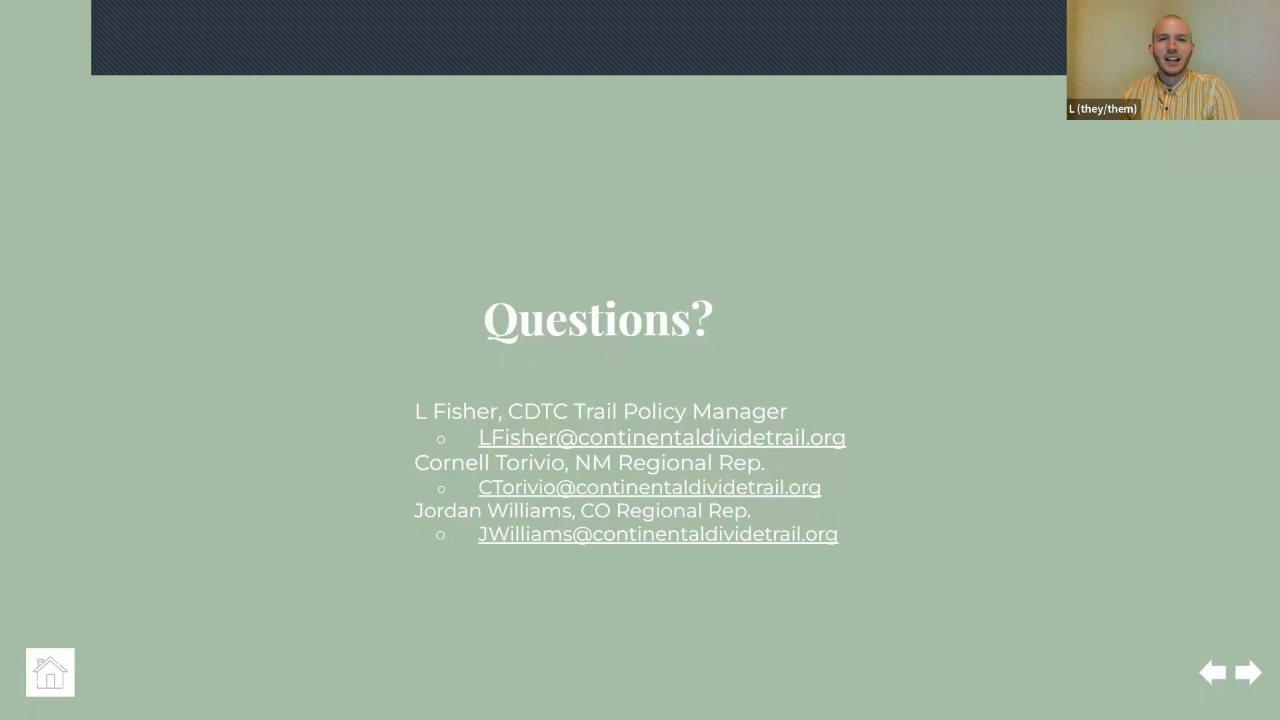 L (they/them)
Questions?
L Fisher, CDTC Trail Policy Manager
LFisher@continentaldividetrail.org
Cornell Torivio, NM Regional Rep.
CTorivio@continentaldividetrail.org
Jordan Williams, CO Regional Rep.
JWilliams@continentaldividetrail.org